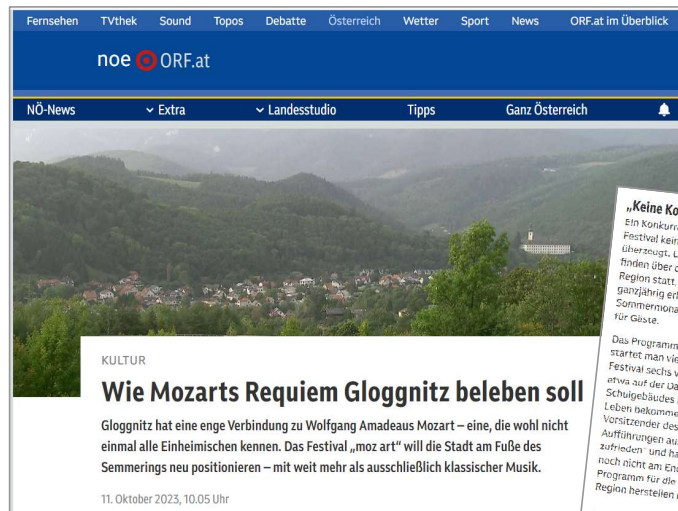 Fernsehen TVthek Sound Topos Debatte Österreich Wetter Sport News ORF.at im Überblick
noe ORF.at
NÖ-News Extra Landesstudio Tipps Ganz Österreich
KULTUR
Wie Mozarts Requiem Gloggnitz beleben soll
Gloggnitz hat eine enge Verbindung zu Wolfgang Amadeaus Mozart – eine, die wohl nicht
einmal alle Einheimischen kennen. Das Festival „moz art“ will die Stadt am Fuße des
Semmerings neu positionieren – mit weit mehr als ausschließlich klassischer Musik.
11. Oktober 2023, 10.05 Uhr
„Keine Ko
Ein Konkurr
Festival kein
überzeugt. U
finden über d
Region statt.
ganzjährig erl
Sommermona
für Gäste.
Das Programm
startet man vie
Festival sechs v
etwa auf der Da
Schulgebäudes
Leben bekomme
Vorsitzender des
Aufführungen au
zufrieden“ und ha
noch nicht am End
Programm für die
Region herstellen